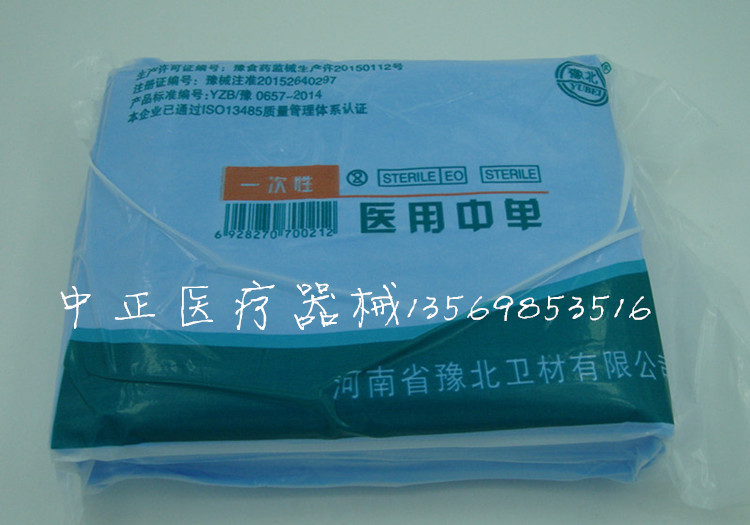 生产许可证编号:豫食药监械生产许20150112号
注册证编号:豫械注准20152640297
产品标准编号:YZB/豫 0657-2014
本企业已通过ISO13485质量管理体系认证
豫北®
YUBEI
一次性 STERILE EO STERILE
6 928270 700212
医用中单
中正医疗器械13569853516
河南省豫北卫材有限公司